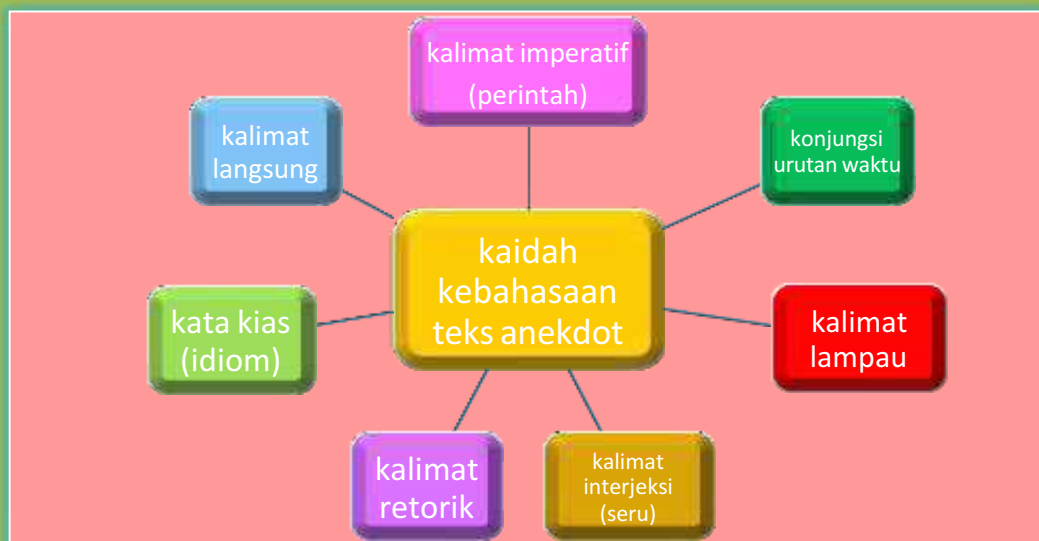 kalimat imperatif
(perintah)
kalimat
langsung
konjungsi
urutan waktu
kaidah
kebahasaan
teks anekdot
kata kias
(idiom)
kalimat
lampau
kalimat
retorik
kalimat
interjeksi
(seru)